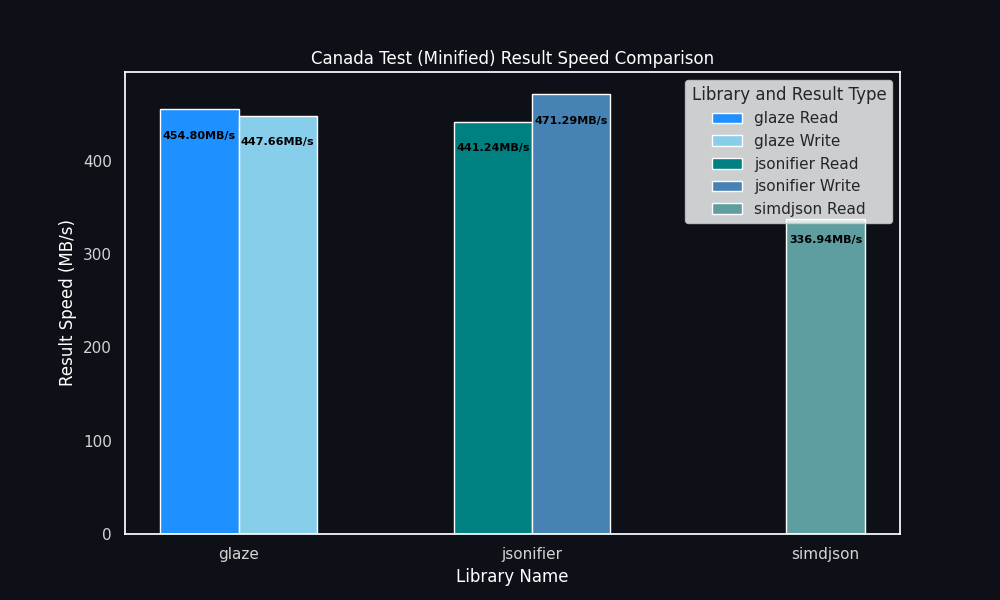 Canada Test (Minified) Result Speed Comparison
Library and Result Type
glaze Read
glaze Write
jsonifier Read
jsonifier Write
simdjson Read
454.80MB/s
447.66MB/s
441.24MB/s
471.29MB/s
336.94MB/s
Result Speed (MB/s)
400
300
200
100
0
glaze
jsonifier
simdjson
Library Name